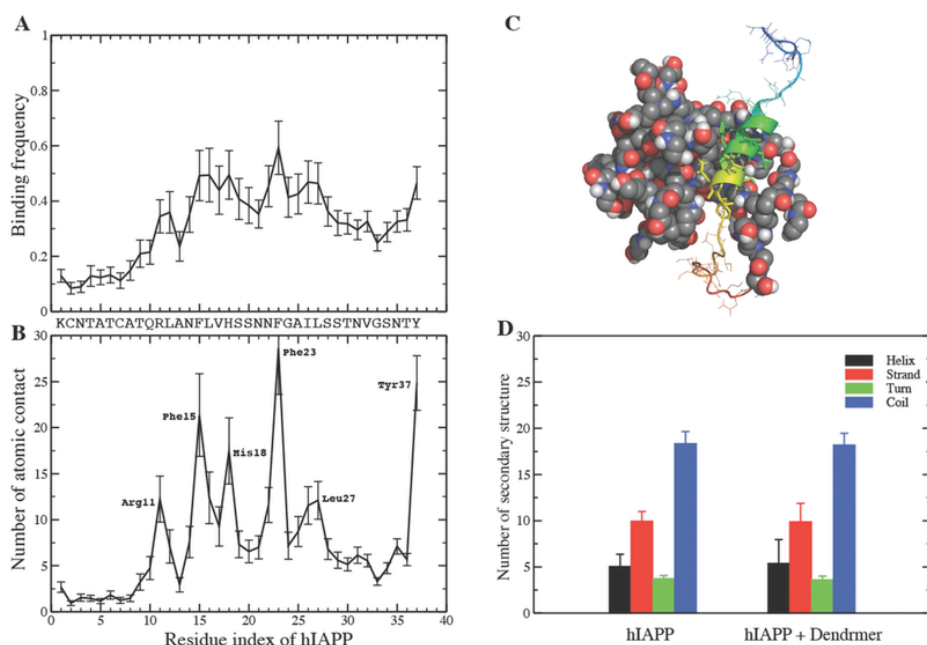 A
Binding frequency
1
0.8
0.6
0.4
0.2
0
KCNTATCATQRLANFLVHSSNNFGAILSSTNVGSNTY
B
Number of atomic contact
30
25
20
15
10
5
0
Phe23
Tyr37
Phe15
His18
Arg11
Leu27
0 5 10 15 20 25 30 35 40
Residue index of hIAPP
C
D
Number of secondary structure
30
25
20
15
10
5
0
Helix
Strand
Turn
Coil
hIAPP hIAPP + Dendrmer